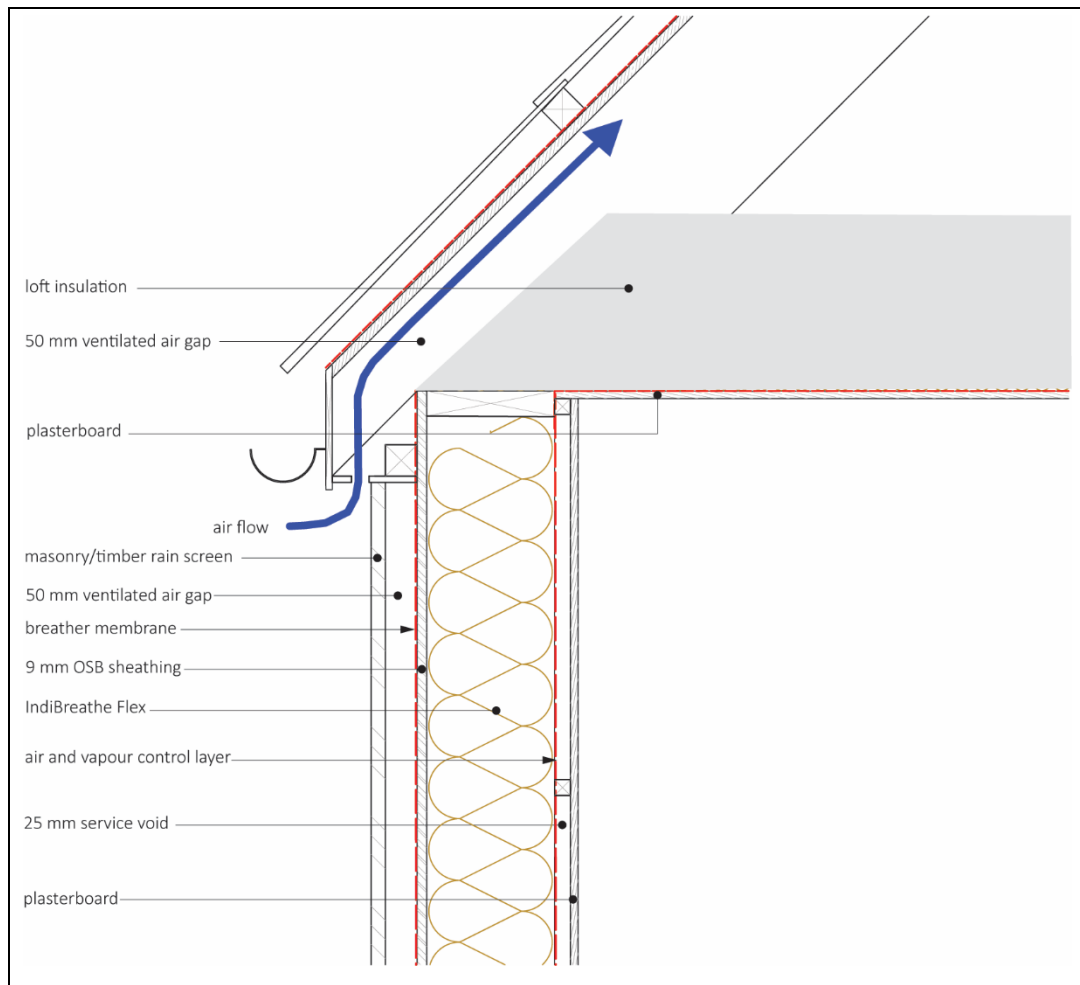 loft insulation
50 mm ventilated air gap
plasterboard
air flow
masonry/timber rain screen
50 mm ventilated air gap
breather membrane
9 mm OSB sheathing
IndiBreathe Flex
air and vapour control layer
25 mm service void
plasterboard